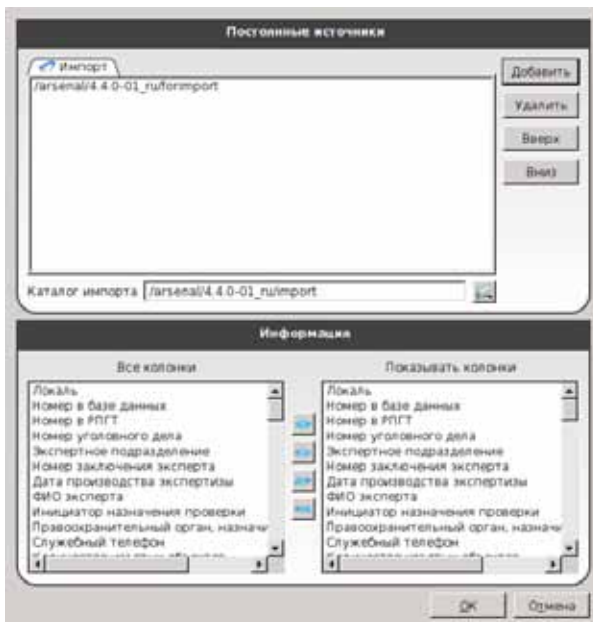 Постоянные источники
Импорт
/arsenal/4.4.0-01_ru/forimport
Добавить
Удалить
Вверх
Вниз
Каталог импорта /arsenal/4.4.0-01_ru/import
Информация
Все колонки
Показывать колонки
Локаль
Номер в базе данных
Номер в РПГТ
Номер уголовного дела
Экспертное подразделение
Номер заключения эксперта
Дата производства экспертизы
ФИО эксперта
Инициатор назначения проверки
Правоохранительный орган, назначи
Служебный телефон
Локаль
Номер в базе данных
Номер в РПГТ
Номер уголовного дела
Экспертное подразделение
Номер заключения эксперта
Дата производства экспертизы
ФИО эксперта
Инициатор назначения проверки
Правоохранительный орган, назначи
Служебный телефон
OK
Отмена